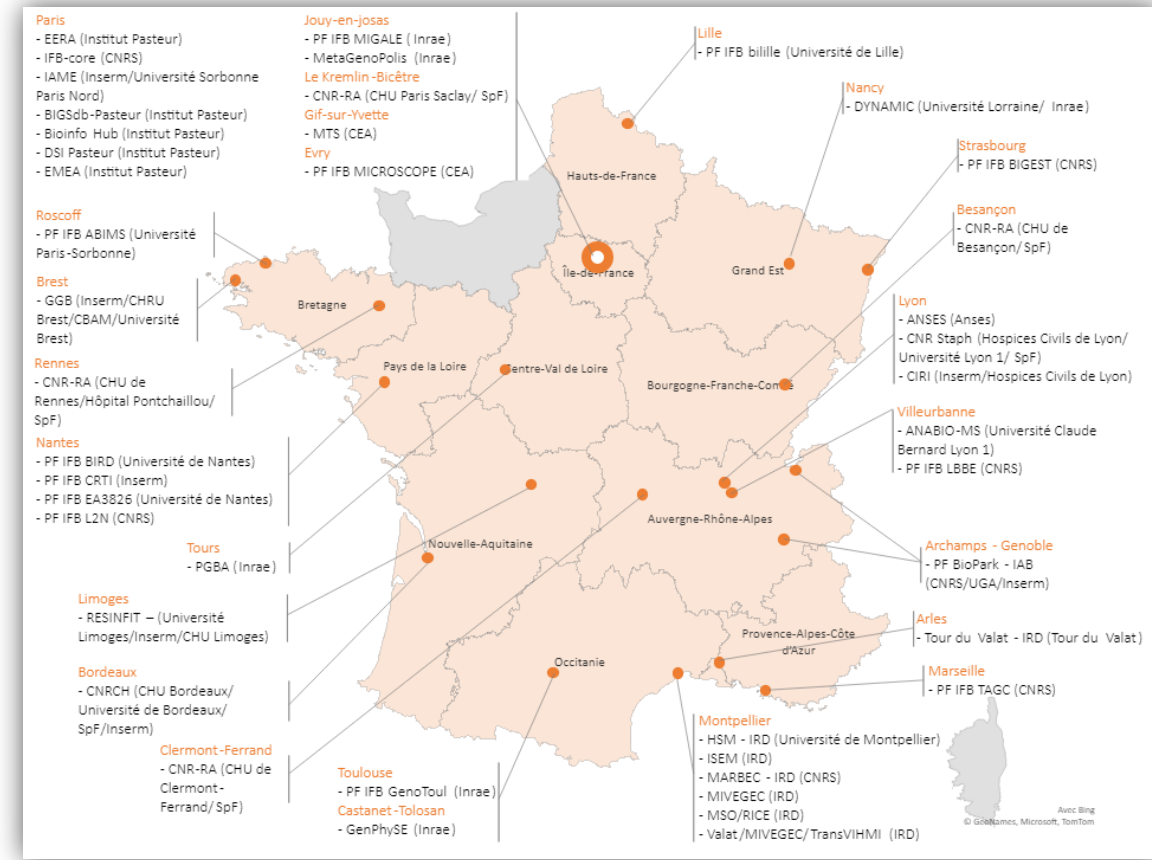 Paris
- EERA (Institut Pasteur)
- IFB-core (CNRS)
- IAME (Inserm/Université Sorbonne
Paris Nord)
- BIGSdb-Pasteur (Institut Pasteur)
- Bioinfo Hub (Institut Pasteur)
- DSI Pasteur (Institut Pasteur)
- EMEA (Institut Pasteur)
Jouy-en-josas
- PF IFB MIGALE ( Inrae)
- MetaGenoPolis (Inrae)
Le Kremlin-Bicêtre
- CNR-RA (CHU Paris Saclay/ SpF)
Gif-sur-Yvette
- MTS (CEA)
Evry
- PF IFB MICROSCOPE (CEA)
Lille
- PF IFB bilille (Université de Lille)
Nancy
- DYNAMIC (Université Lorraine/ Inrae)
Strasbourg
- PF IFB BIGEST (CNRS)
Besançon
- CNR-RA (CHU de
Besançon/ SpF)
Roscoff
- PF IFB ABIMS (Université
Paris-Sorbonne)
Brest
- GGB (Inserm/CHRU
Brest/CBAM/Université
Brest)
Rennes
- CNR-RA (CHU de
Rennes/Hôpital Pontchaillou/
SpF)
Nantes
- PF IFB BIRD (Université de Nantes)
- PF IFB CRTI (Inserm)
- PF IFB EA3826 (Université de Nantes)
- PF IFB L2N (CNRS)
Tours
- PGBA (Inrae)
Limoges
- RESINFIT – (Université
Limoges/Inserm/CHU Limoges)
Bordeaux
- CNRCH (CHU Bordeaux/
Université de Bordeaux/
SpF/Inserm)
Clermont-Ferrand
- CNR-RA (CHU de
Clermont-
Ferrand/ SpF)
Toulouse
- PF IFB GenoToul (Inrae)
Castanet-Tolosan
- GenPhySE (Inrae)
Hauts-de-France
Île-de-France
Grand Est
Bretagne
Pays de la Loire
Centre-Val de Loire
Bourgogne-Franche-Comté
Auvergne-Rhône-Alpes
Nouvelle-Aquitaine
Occitanie
Provence-Alpes-Côte
d'Azur
Lyon
- ANSES (Anses)
- CNR Staph (Hospices Civils de Lyon/
Université Lyon 1/ SpF)
- CIRI (Inserm/Hospices Civils de Lyon)
Villeurbanne
- ANABIO-MS (Université Claude
Bernard Lyon 1)
- PF IFB LBBE (CNRS)
Archamps - Genoble
- PF BioPark - IAB
(CNRS/UGA/Inserm)
Arles
- Tour du Valat - IRD (Tour du Valat)
Marseille
- PF IFB TAGC (CNRS)
Montpellier
- HSM - IRD (Université de Montpellier)
- ISEM (IRD)
- MARBEC - IRD (CNRS)
- MIVEGEC (IRD)
- MSO/RICE (IRD)
- Valat/MIVEGEC/TransVIHMI (IRD)
Avec Bing
© GeoNames, Microsoft, TomTom